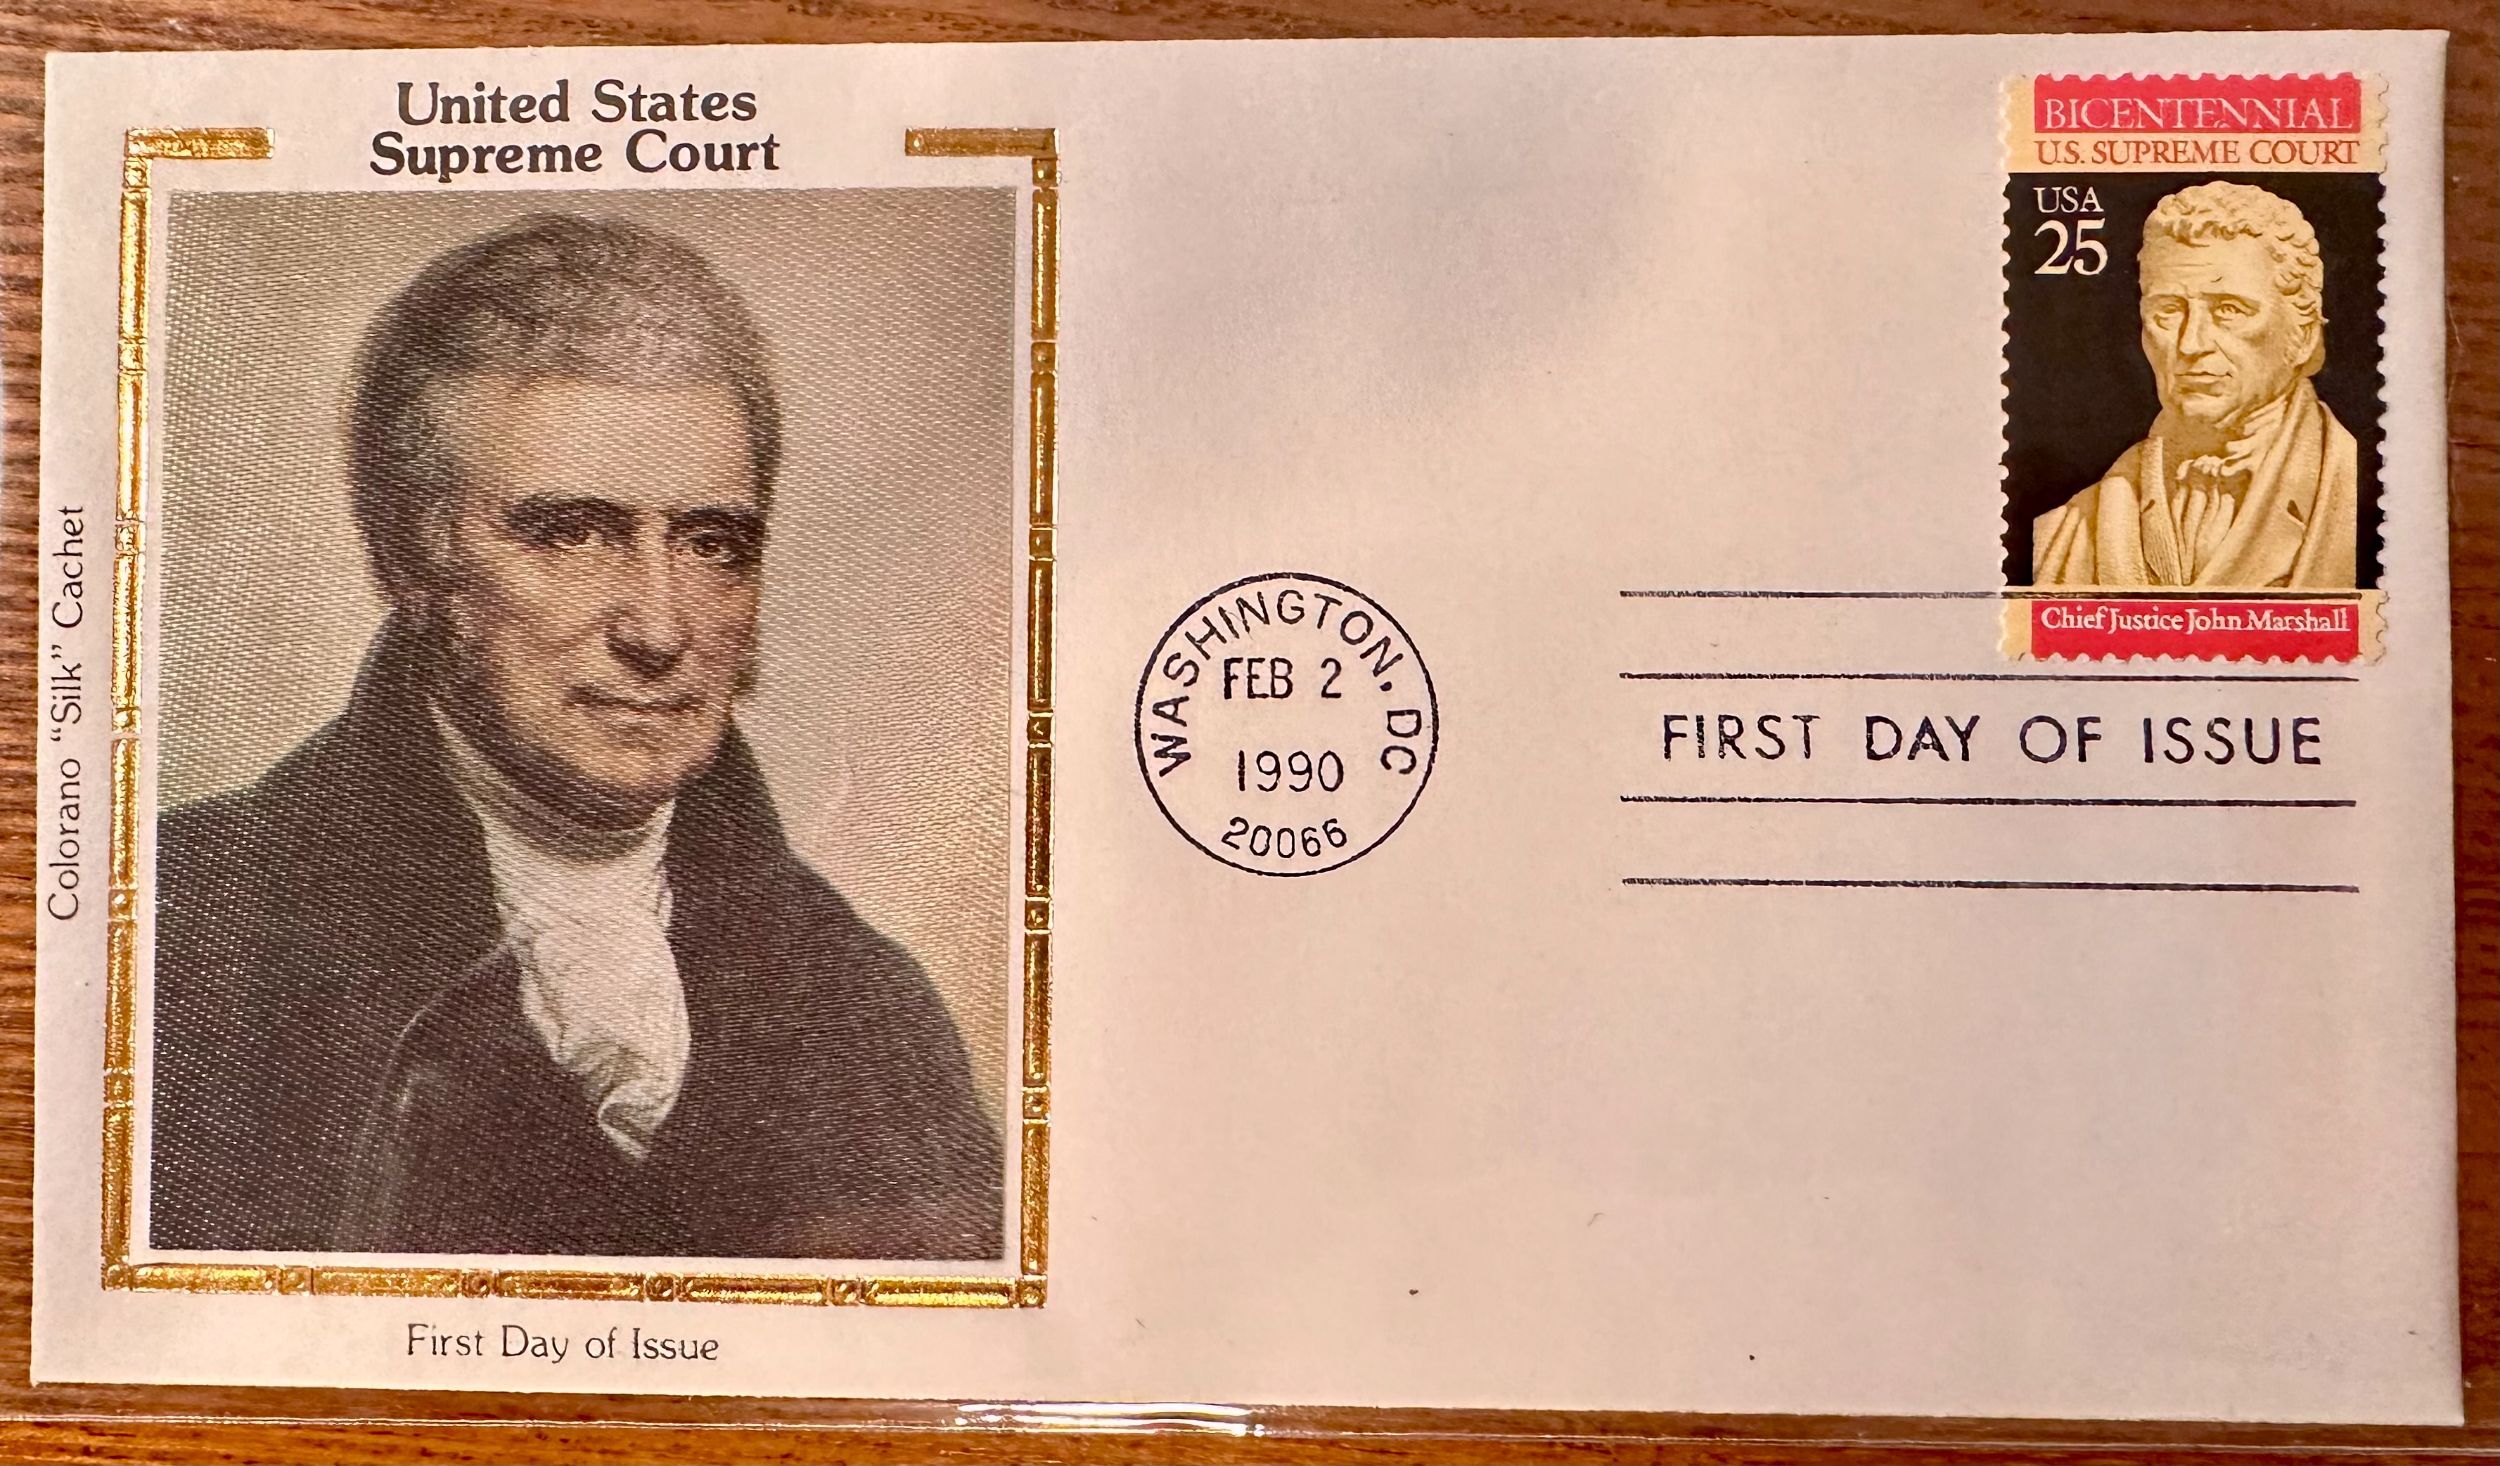 United States
Supreme Court
Colorano "Silk" Cachet
First Day of Issue
WASHINGTON, DC
FEB 2
1990
20066
BICENTENNIAL
U.S. SUPREME COURT
USA
25
Chief Justice John Marshall
FIRST DAY OF ISSUE